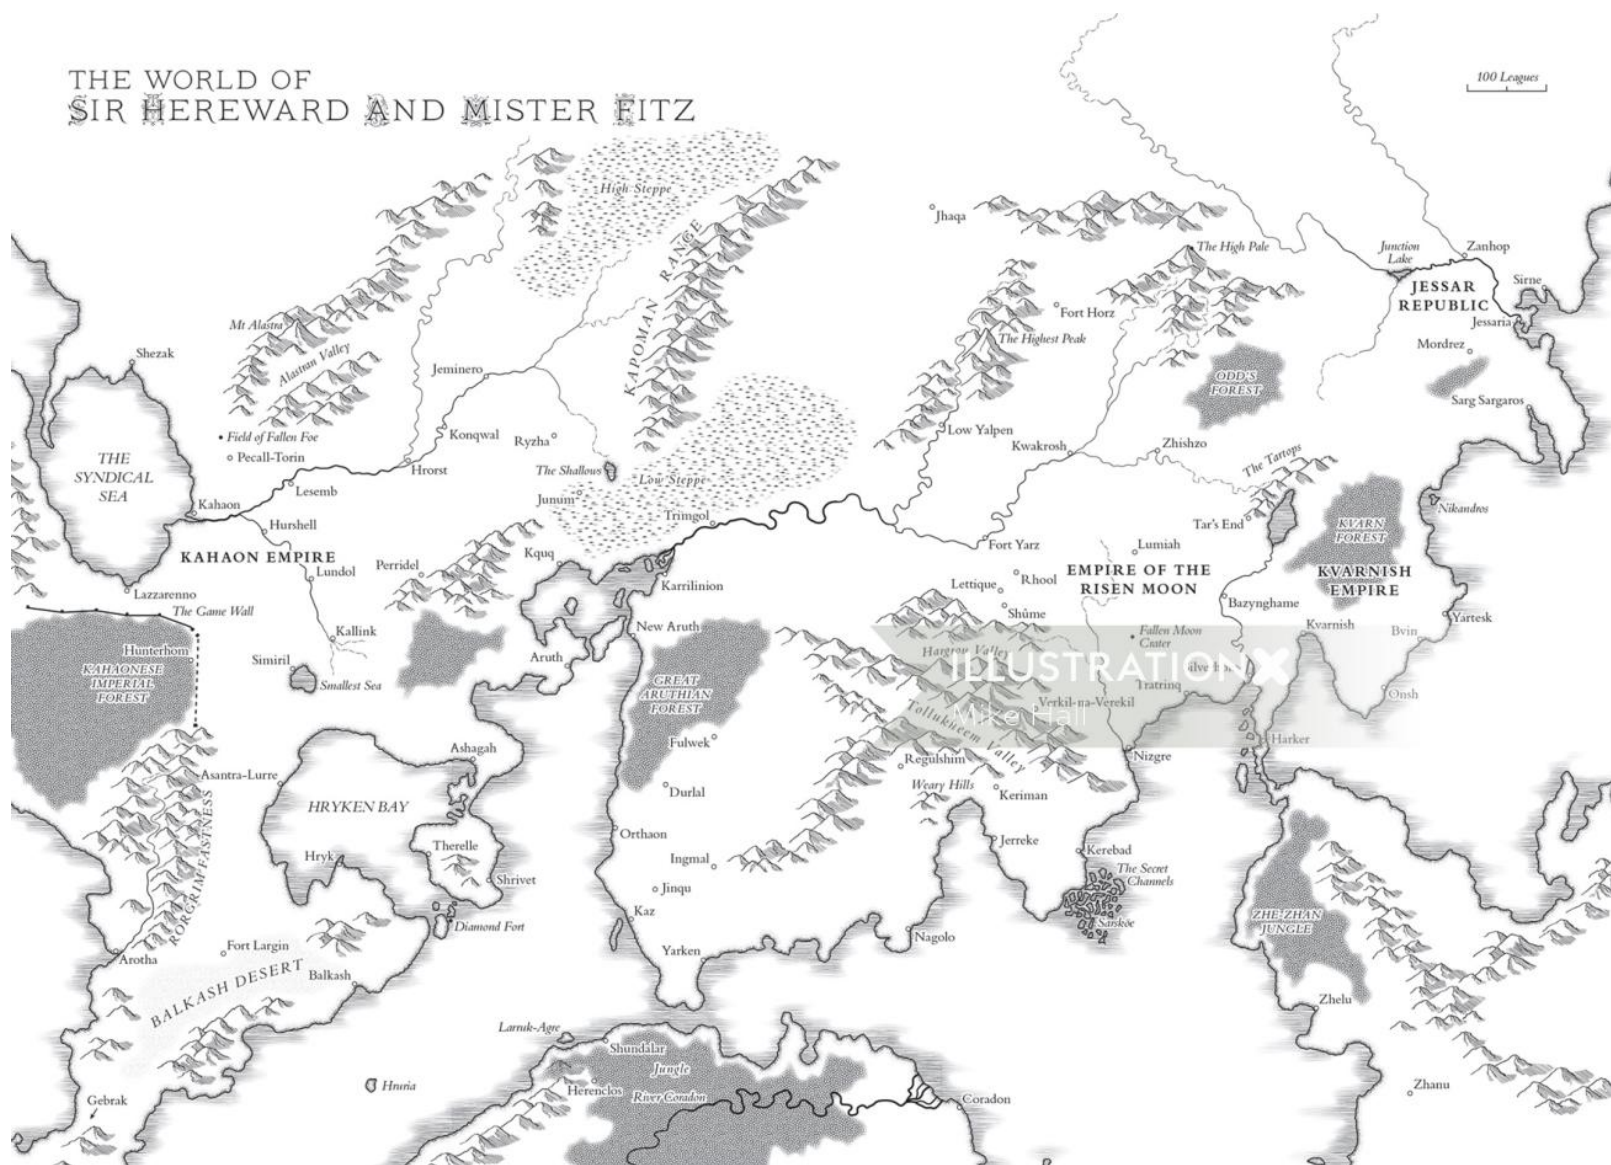 THE WORLD OF
SIR HEREWARD AND MISTER FITZ
100 Leagues
High Steppe
Jhaqa
KAPOMAN RANGE
The High Pale
Junction
Lake
Zanhop
JESSAR
REPUBLIC
Sirne
Jessaria
Mt Alastra
Alastran Valley
Fort Horz
The Highest Peak
Mordrez
Shezak
Jeminero
ODD'S
FOREST
Sarg Sargaros
Field of Fallen Foe
Pecall-Torin
Konqwal
Ryzha
Low Yalpen
Kwakrosh
Zhishzo
THE
SYNDICAL
SEA
Hrorst
The Shallows
Low Steppe
The Tartops
Lesemb
Junum
Kahaon
Trimgol
Nikandros
Hurshell
Tar's End
KVARN
FOREST
KAHAON EMPIRE
Kquq
Fort Yarz
Lumiah
Perridel
Lundol
Karrilinion
Lettique
Rhool
EMPIRE OF THE
RISEN MOON
KVARNISH
EMPIRE
Lazzarenno
The Game Wall
Shûme
Bazynghame
Yartesk
Kallink
New Aruth
Kvarnish
Bvin
Hunterhom
Simiril
Aruth
Hargrou Valley
Fallen Moon
Crater
KAHAONESE
IMPERIAL
FOREST
Smallest Sea
GREAT
ARUTHIAN
FOREST
ILLUSTRATIONX
Mike Hall
Tratrinq
Onsh
Verkil-na-Verekil
Tollukheem Valley
Fulwek
Harker
Ashagah
Nizgre
Asantra-Lurre
Regulshim
Durlal
Weary Hills
Keriman
HRYKEN BAY
RORGRIM FASTNESS
Orthaon
Therelle
Jerreke
Hryk
Ingmal
Kerebad
Shrivet
Jinqu
The Secret
Channels
Kaz
Diamond Fort
Sarskoe
ZHE-ZHAN
JUNGLE
Fort Largin
Arotha
Yarken
Nagolo
BALKASH DESERT
Balkash
Zhelu
Larruk-Agre
Shundalar
Jungle
Hruria
Herenclos
River Coradon
Zhanu
Gebrak
Coradon